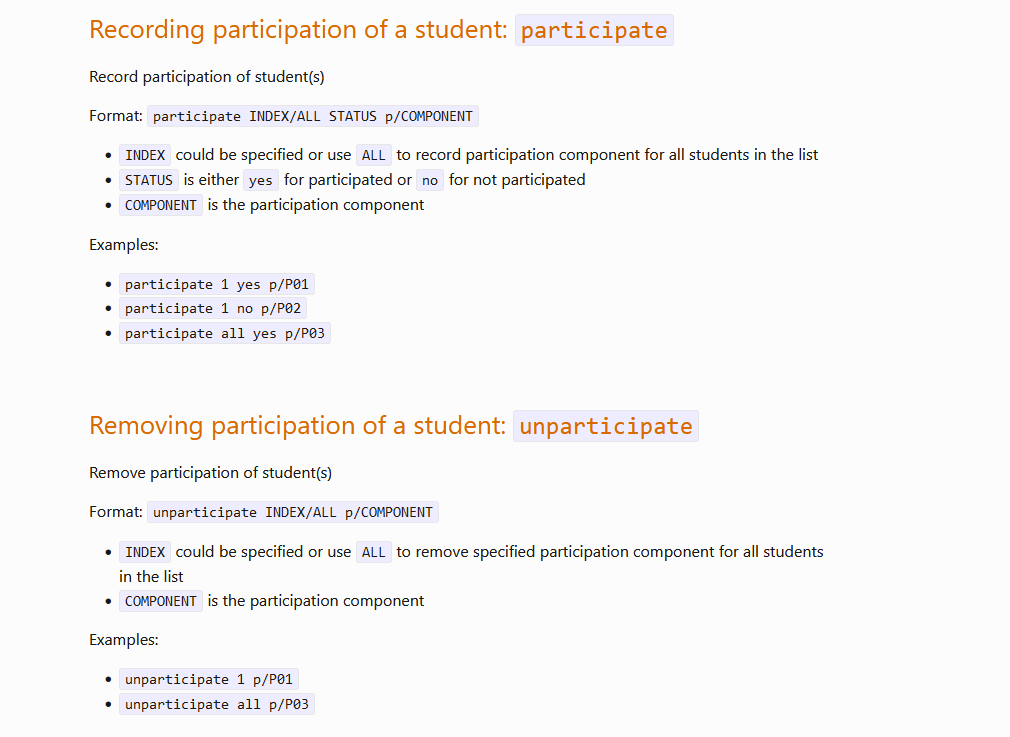 Recording participation of a student: participate
Record participation of student(s)
Format: participate INDEX/ALL STATUS p/COMPONENT
• INDEX could be specified or use ALL to record participation component for all students in the list
• STATUS is either yes for participated or no for not participated
• COMPONENT is the participation component
Examples:
• participate 1 yes p/P01
• participate 1 no p/P02
• participate all yes p/P03
Removing participation of a student: unparticipate
Remove participation of student(s)
Format: unparticipate INDEX/ALL p/COMPONENT
• INDEX could be specified or use ALL to remove specified participation component for all students
in the list
• COMPONENT is the participation component
Examples:
• unparticipate 1 p/P01
• unparticipate all p/P03